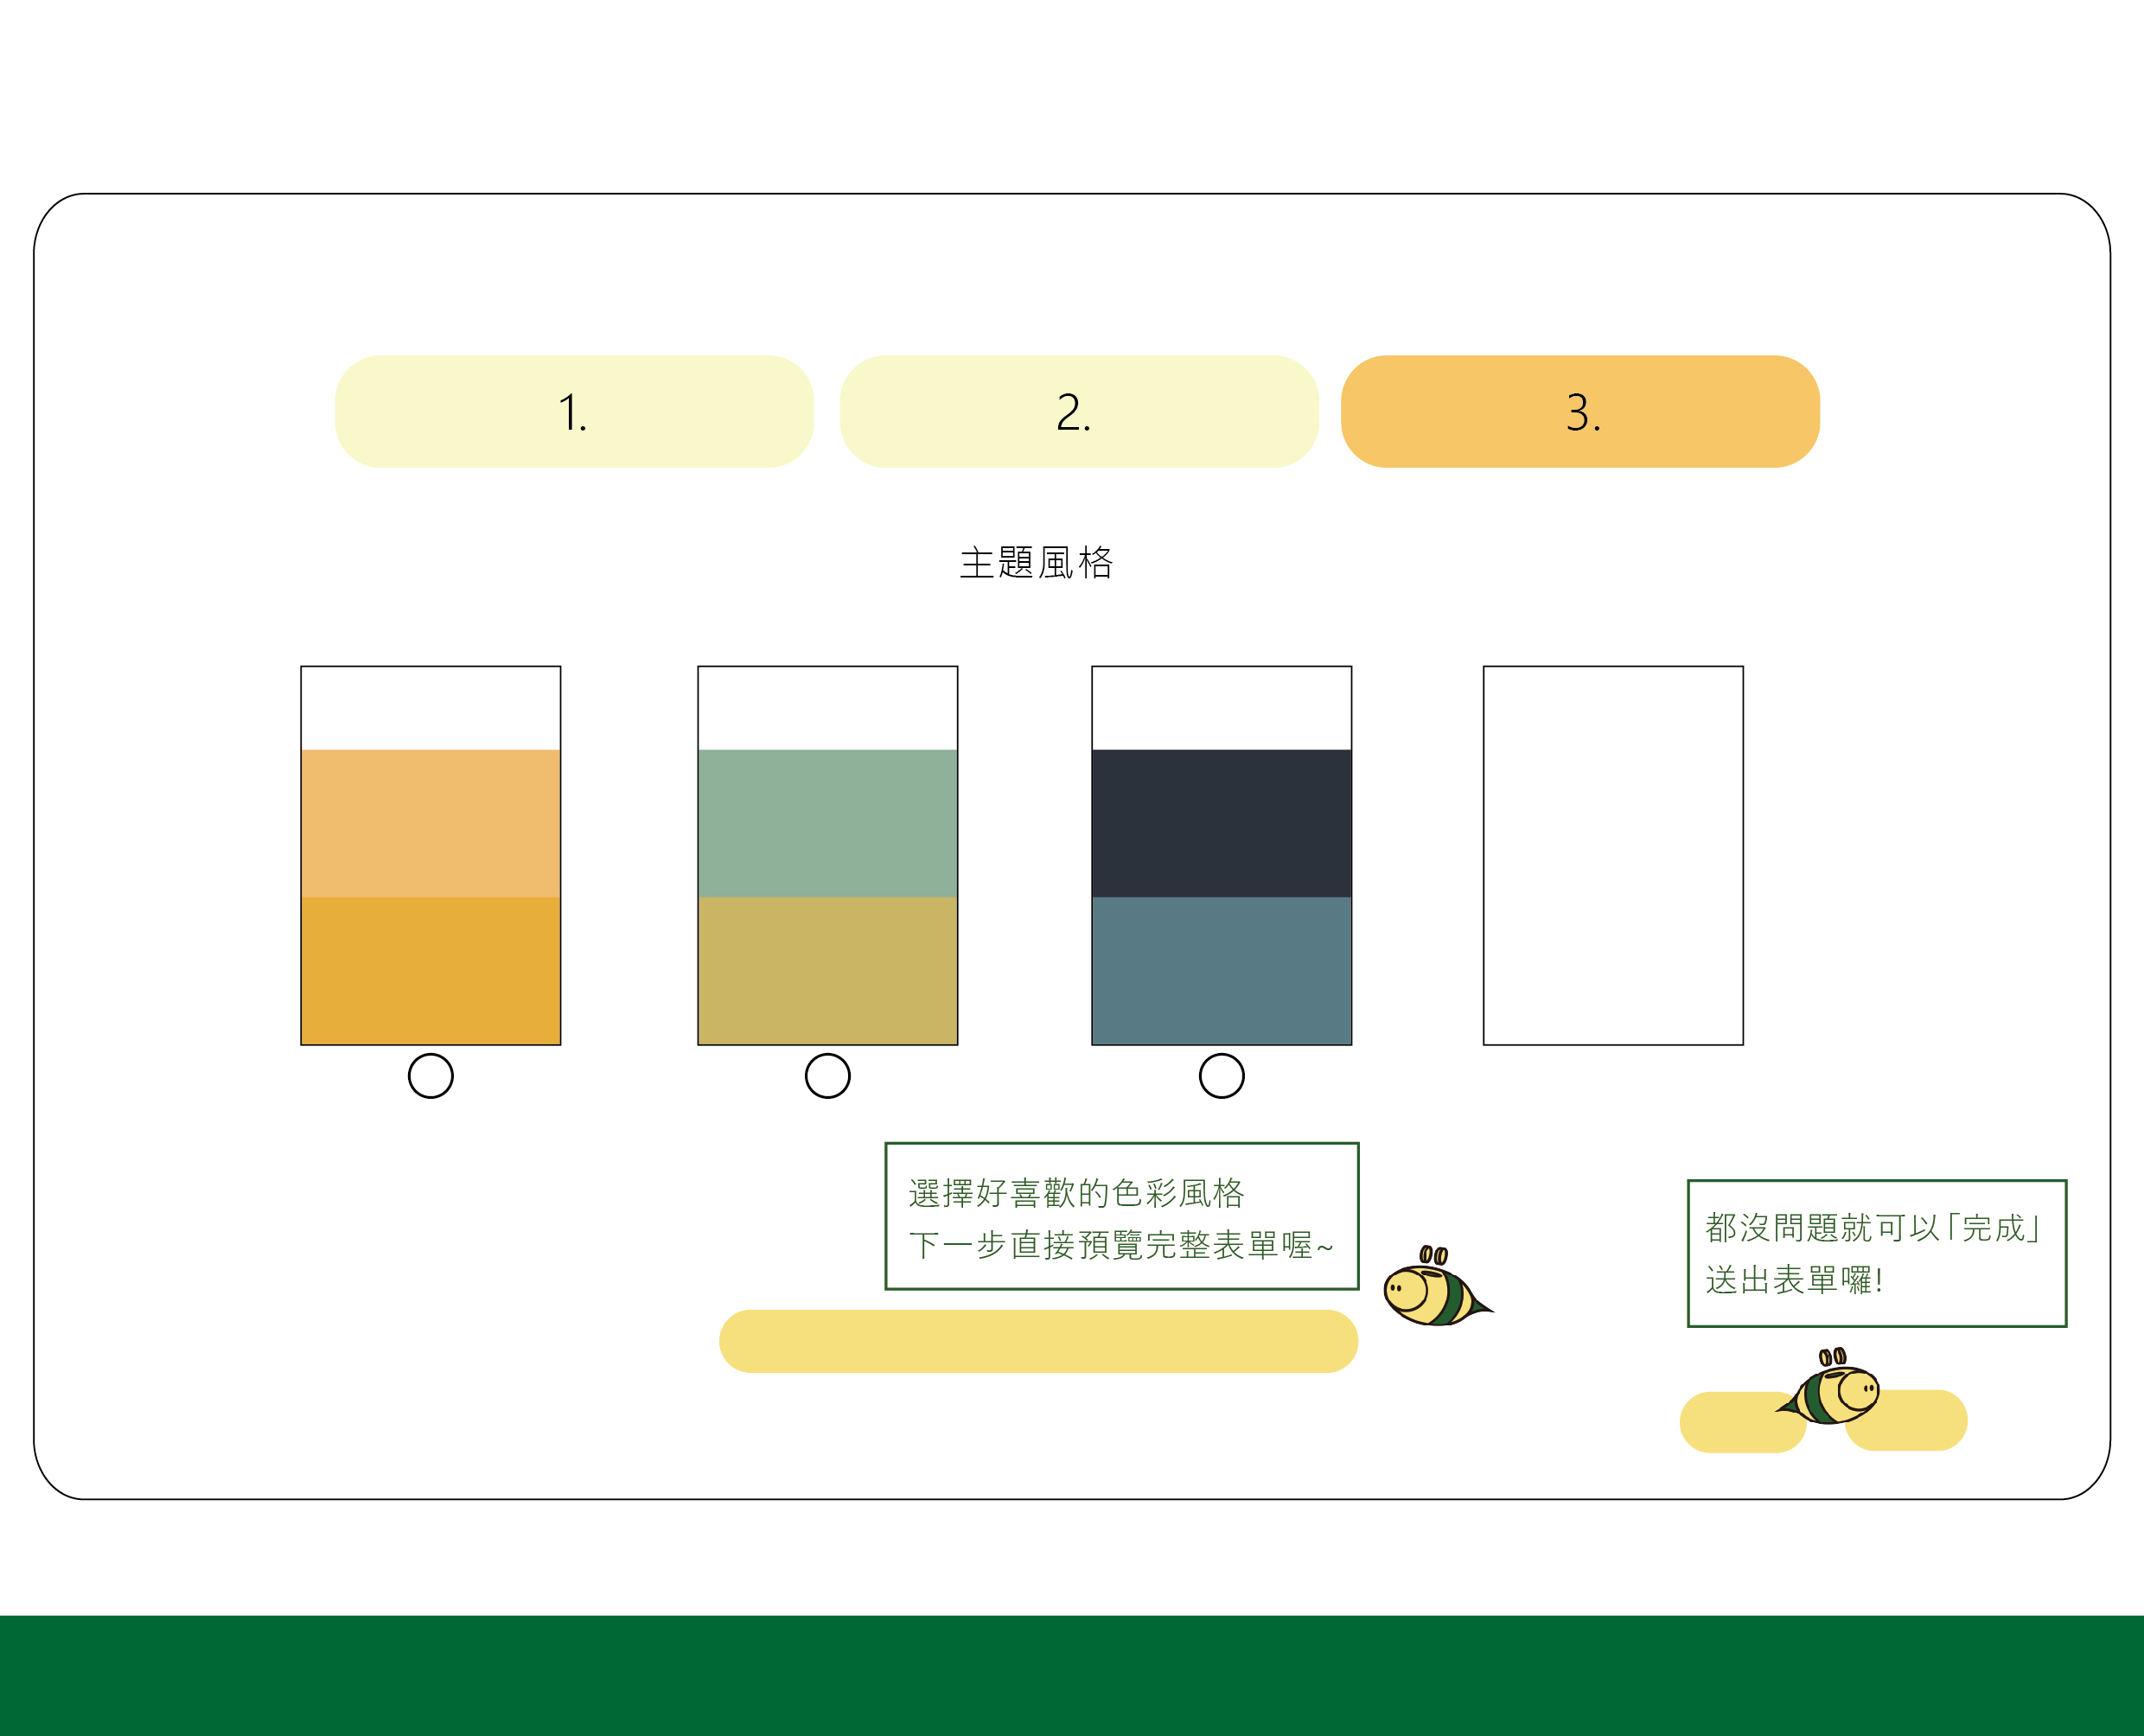 1.
2.
3.
主題風格
選擇好喜歡的色彩風格
下一步直接預覽完整表單喔~
都沒問題就可以「完成」
送出表單囉!